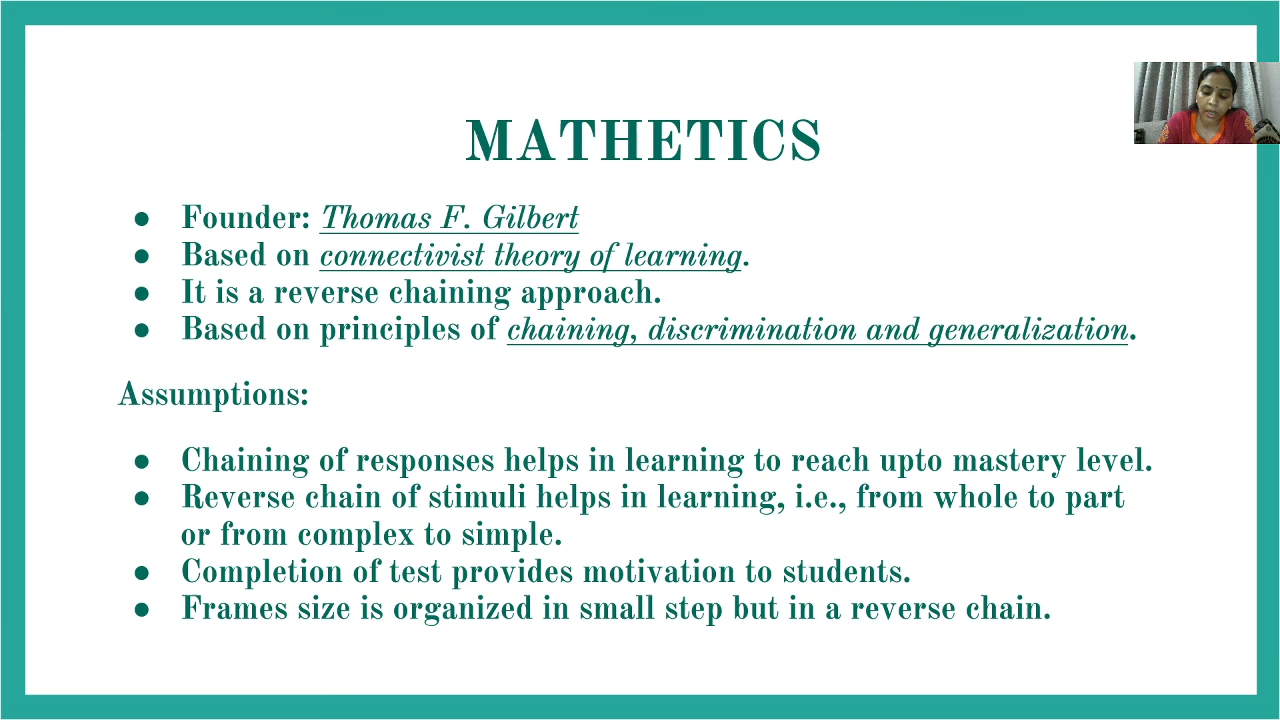 MATHETICS
● Founder: Thomas F. Gilbert
● Based on connectivist theory of learning.
● It is a reverse chaining approach.
● Based on principles of chaining, discrimination and generalization.
Assumptions:
● Chaining of responses helps in learning to reach upto mastery level.
● Reverse chain of stimuli helps in learning, i.e., from whole to part
or from complex to simple.
● Completion of test provides motivation to students.
● Frames size is organized in small step but in a reverse chain.